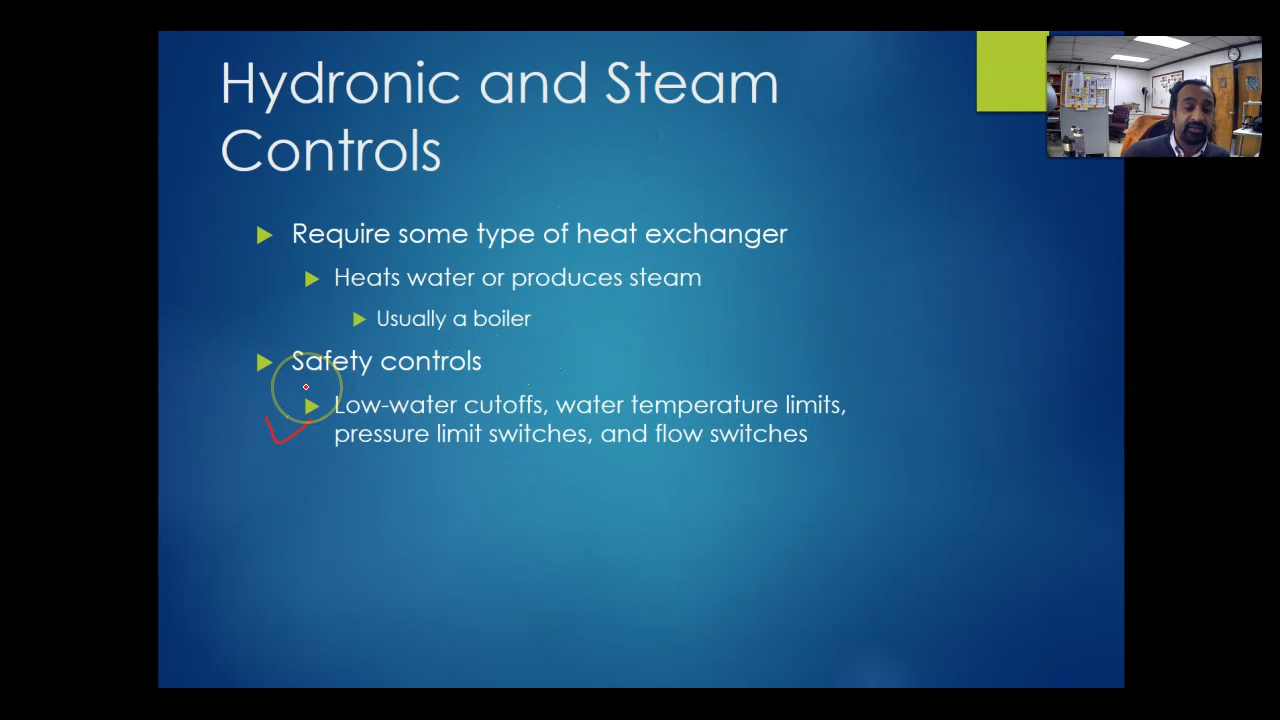 Hydronic and Steam
Controls
Require some type of heat exchanger
Heats water or produces steam
Usually a boiler
Safety controls
Low-water cutoffs, water temperature limits,
pressure limit switches, and flow switches